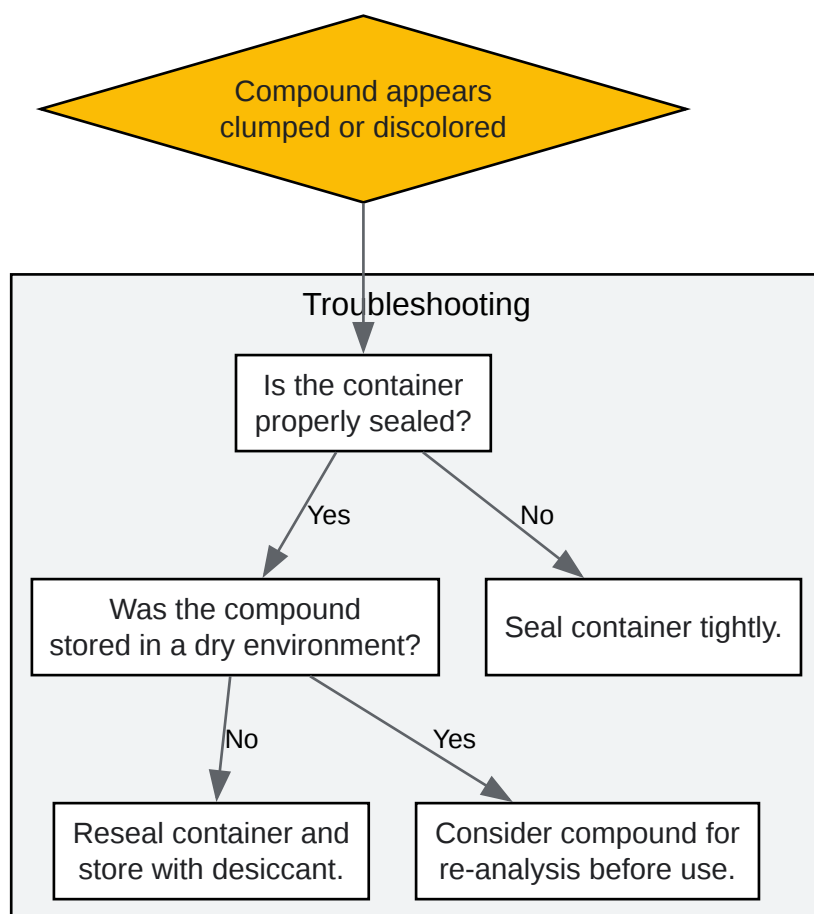 Compound appears
clumped or discolored
Troubleshooting
Is the container
properly sealed?
Yes
No
Was the compound
stored in a dry environment?
Seal container tightly.
No
Yes
Reseal container and
store with desiccant.
Consider compound for
re-analysis before use.